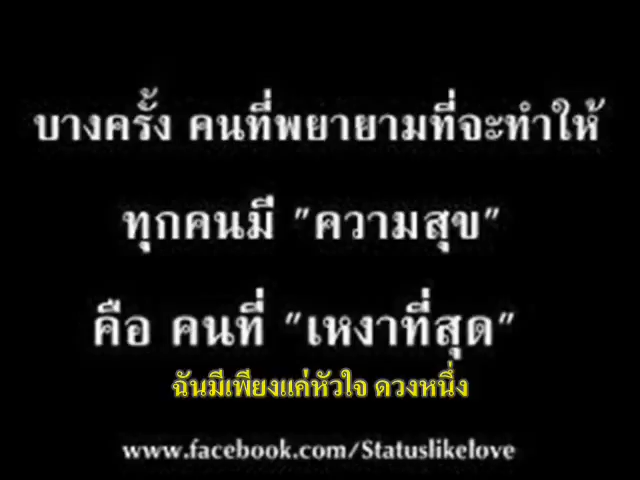 บางครั้ง คนที่พยายามที่จะทำให้
ทุกคนมี "ความสุข"
คือ คนที่ "เหงาที่สุด"
ฉันมีเพียงแค่หัวใจ ดวงหนึ่ง
www.facebook.com/Statuslikelove